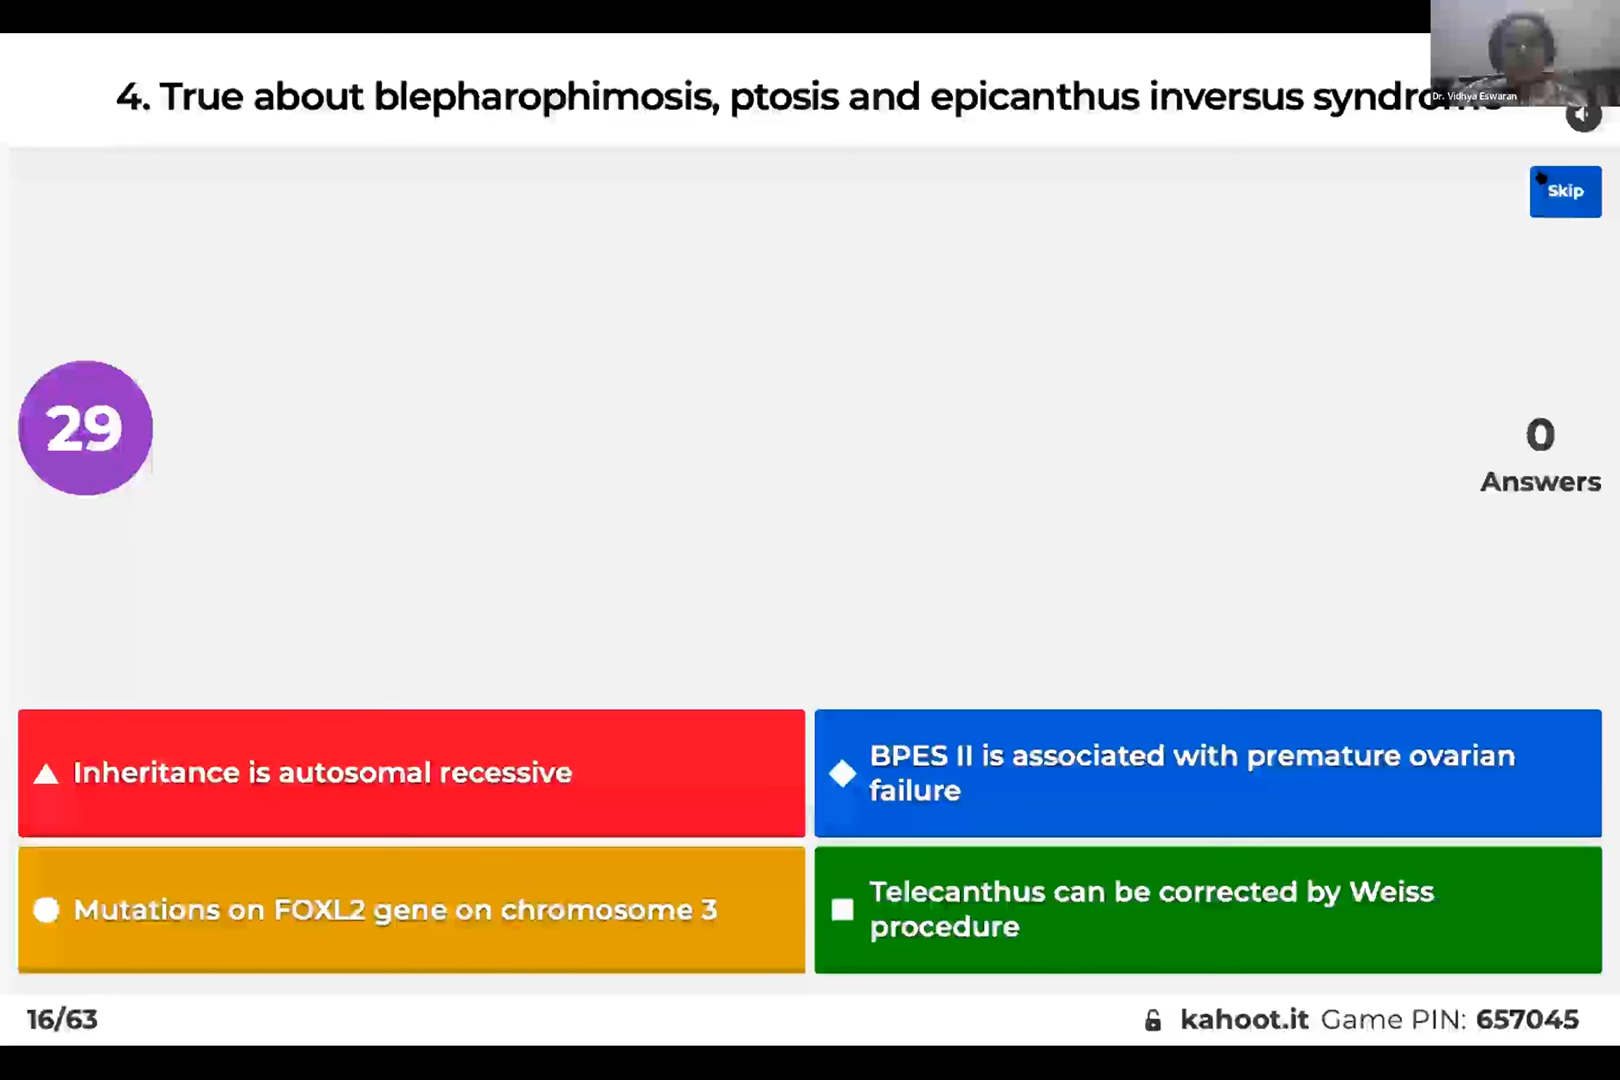 4. True about blepharophimosis, ptosis and epicanthus inversus
Dr. Vidhya Eswaran
Skip
29
0
Answers
Inheritance is autosomal recessive
BPES II is associated with premature ovarian
failure
Mutations on FOXL2 gene on chromosome 3
Telecanthus can be corrected by Weiss
procedure
16/63
kahoot.it Game PIN: 657045